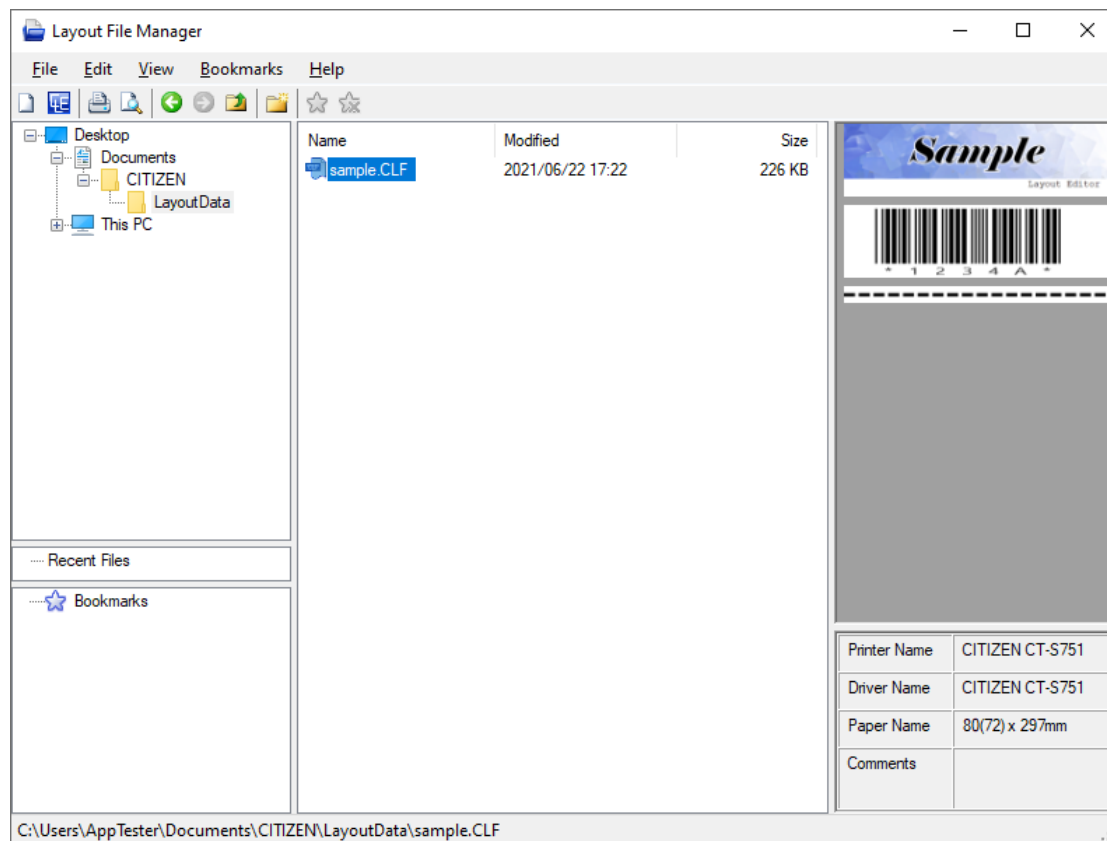 Layout File Manager
File Edit View Bookmarks Help
Desktop
Documents
CITIZEN
LayoutData
This PC
Recent Files
Bookmarks
Name Modified Size
sample.CLF 2021/06/22 17:22 226 KB
Sample
Layout Editor
* 1 2 3 4 A *
Printer Name CITIZEN CT-S751
Driver Name CITIZEN CT-S751
Paper Name 80(72) x 297mm
Comments
C:\Users\AppTester\Documents\CITIZEN\LayoutData\sample.CLF